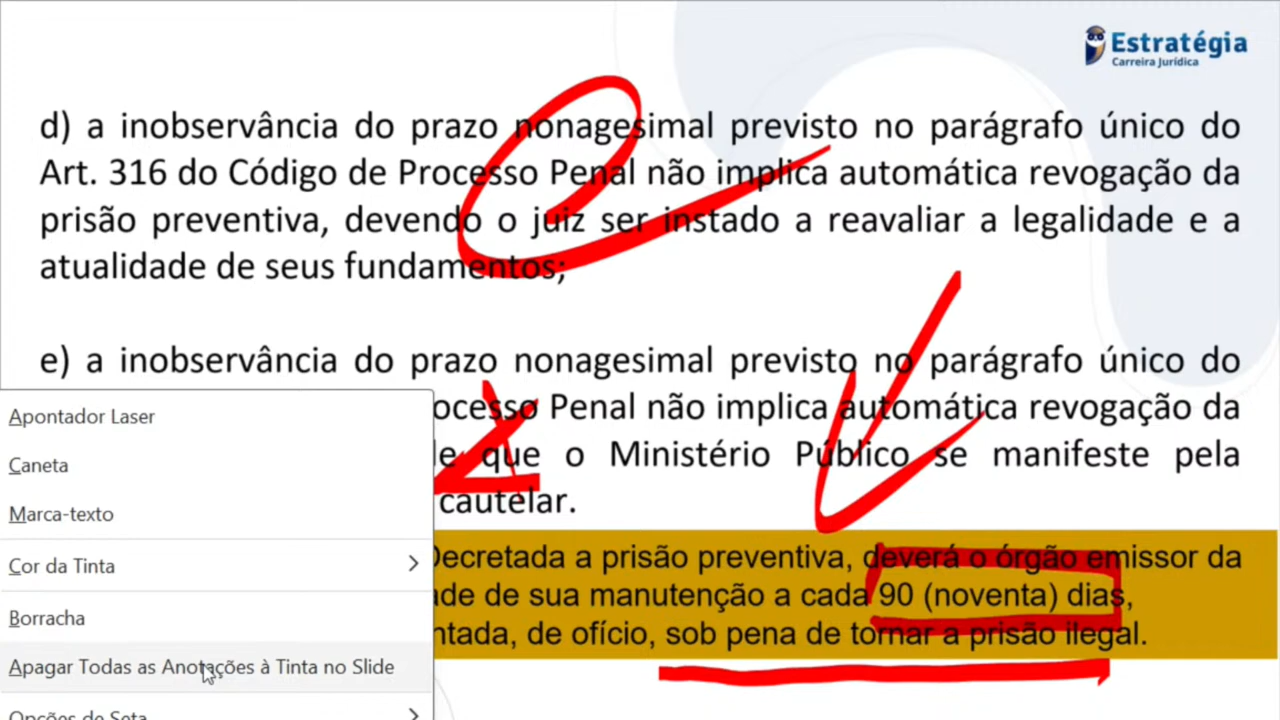 Estratégia
Carreira Jurídica
d) a inobservância do prazo nonagesimal previsto no parágrafo único do
Art. 316 do Código de Processo Penal não implica automática revogação da
prisão preventiva, devendo o juiz ser instado a reavaliar a legalidade e a
atualidade de seus fundamentos;
e) a inobservância do prazo nonagesimal previsto no parágrafo único do
ocesso Penal não implica automática revogação da
e que o Ministério Público se manifeste pela
cautelar.
Decretada a prisão preventiva, deverá o órgão emissor da
ade de sua manutenção a cada 90 (noventa) dias,
ntada, de ofício, sob pena de tornar a prisão ilegal.
Apontador Laser
Caneta
Marca-texto
Cor da Tinta
Borracha
Apagar Todas as Anotações à Tinta no Slide
Opções de Seta